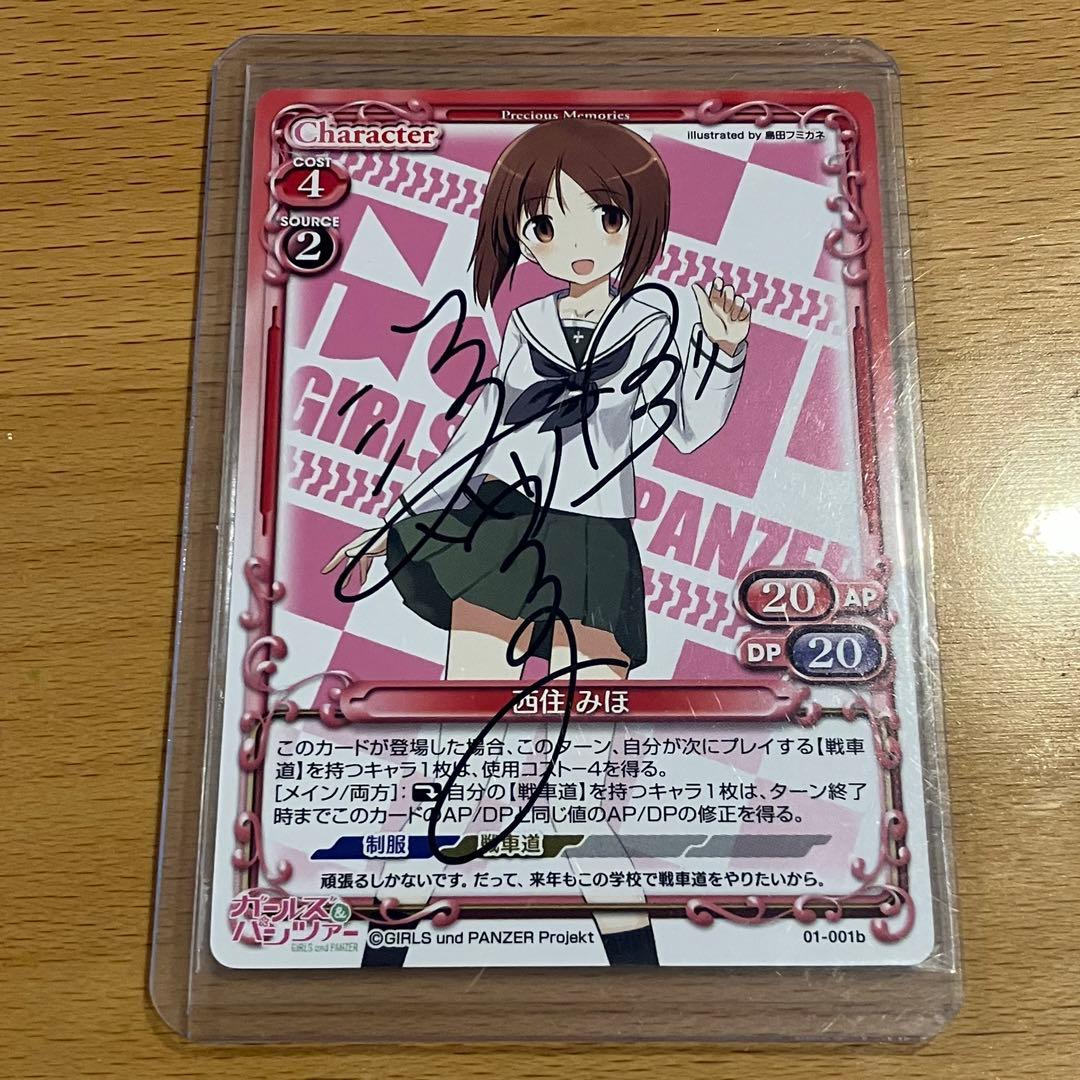 Precious Memories
Character
illustrated by 島田フミカネ
COST
4
SOURCE
2
GIRLS
PANZER
20 AP
DP 20
西住 みほ
このカードが登場した場合、このターン、自分が次にプレイする【戦車
道】を持つキャラ1枚は、使用コスト－4を得る。
[メイン/両方]：自分の【戦車道】を持つキャラ1枚は、ターン終了
時までこのカードのAP/DPと同じ値のAP/DPの修正を得る。
制服 戦車道
頑張るしかないです。だって、来年もこの学校で戦車道をやりたいから。
ガールズ&
パンツァー
GIRLS und PANZER
©GIRLS und PANZER Projekt
01-001b